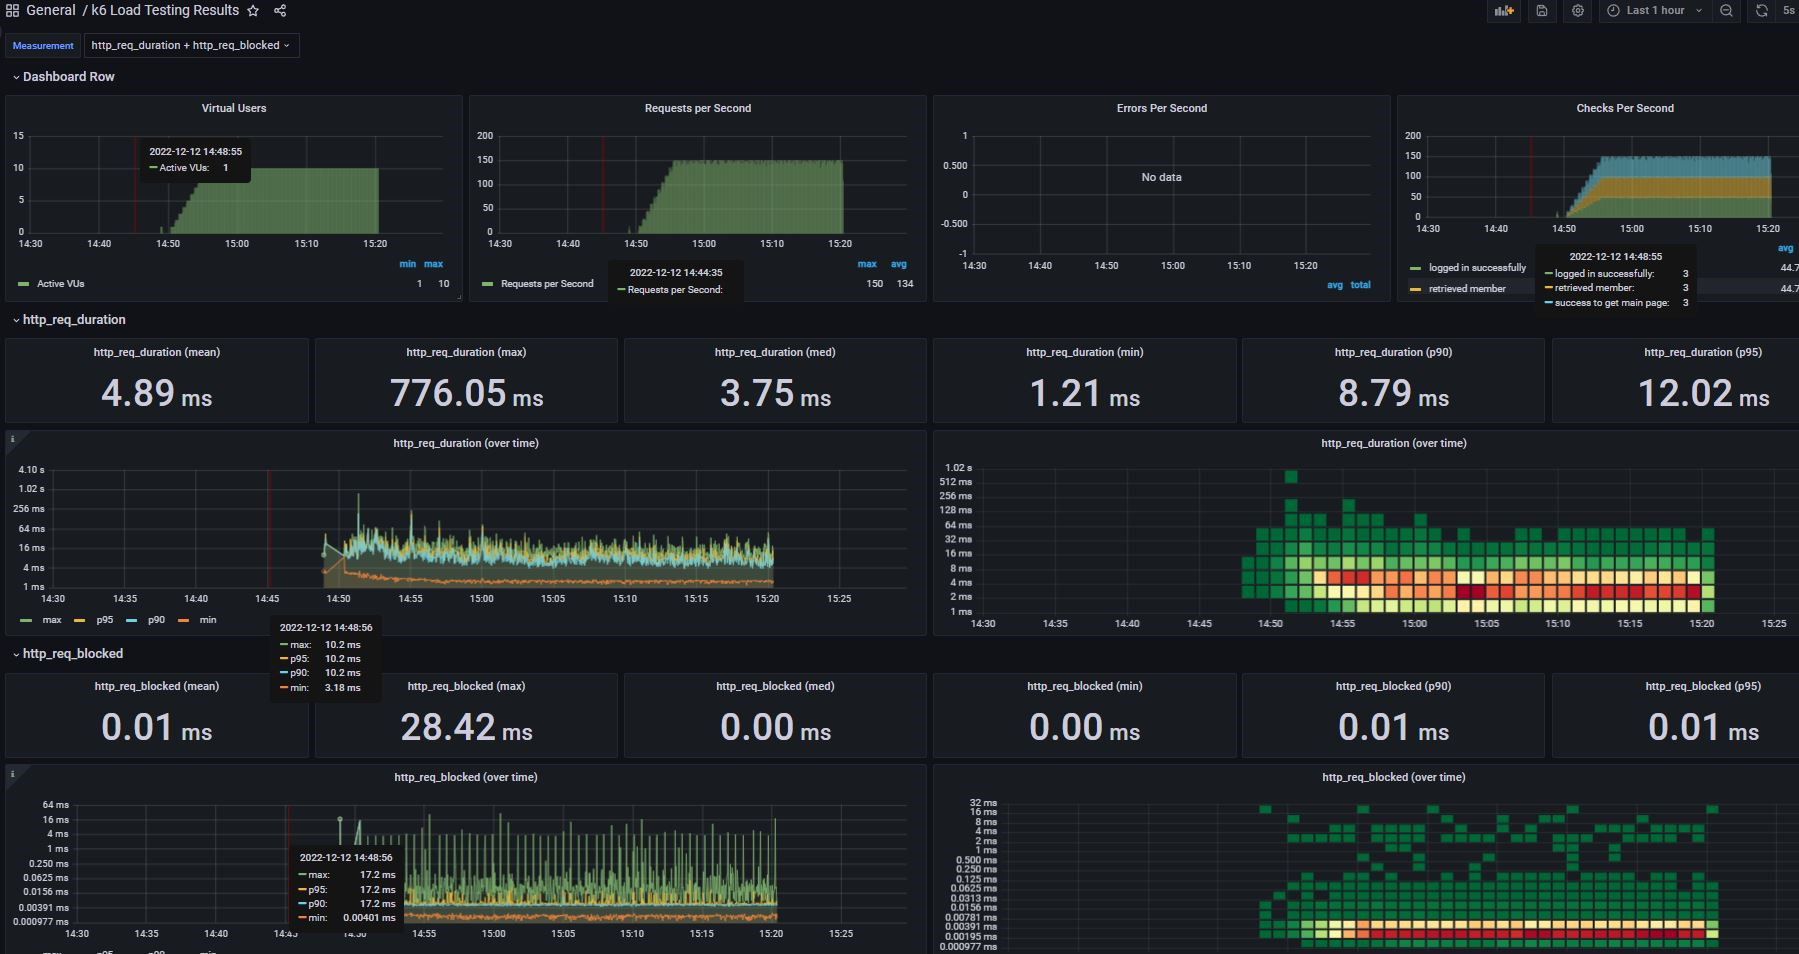 General / k6 Load Testing Results
Last 1 hour
5s
Measurement
http_req_duration + http_req_blocked
Dashboard Row
Virtual Users
15
10
5
0
14:30 14:40 14:50 15:00 15:10 15:20
2022-12-12 14:48:55
Active VUs: 1
min max
Active VUs 1 10
Requests per Second
200
150
100
50
0
14:30 14:40 14:50 15:00 15:10 15:20
max avg
Requests per Second 150 134
2022-12-12 14:44:35
Requests per Second:
Errors Per Second
1
0.500
0
-0.500
-1
No data
14:30 14:40 14:50 15:00 15:10 15:20
avg total
Checks Per Second
200
150
100
50
0
14:30 14:40 14:50 15:00 15:10 15:20
avg
logged in successfully 44.7
retrieved member 44.7
2022-12-12 14:48:55
logged in successfully: 3
retrieved member: 3
success to get main page: 3
http_req_duration
http_req_duration (mean)
4.89 ms
http_req_duration (max)
776.05 ms
http_req_duration (med)
3.75 ms
http_req_duration (min)
1.21 ms
http_req_duration (p90)
8.79 ms
http_req_duration (p95)
12.02 ms
http_req_duration (over time)
4.10 s
1.02 s
256 ms
64 ms
16 ms
4 ms
1 ms
14:30 14:35 14:40 14:45 14:50 14:55 15:00 15:05 15:10 15:15 15:20 15:25
max p95 p90 min
2022-12-12 14:48:56
max: 10.2 ms
p95: 10.2 ms
p90: 10.2 ms
min: 3.18 ms
http_req_duration (over time)
1.02 s
512 ms
256 ms
128 ms
64 ms
32 ms
16 ms
8 ms
4 ms
2 ms
1 ms
14:30 14:35 14:40 14:45 14:50 14:55 15:00 15:05 15:10 15:15 15:20 15:25
http_req_blocked
http_req_blocked (mean)
0.01 ms
http_req_blocked (max)
28.42 ms
http_req_blocked (med)
0.00 ms
http_req_blocked (min)
0.00 ms
http_req_blocked (p90)
0.01 ms
http_req_blocked (p95)
0.01 ms
http_req_blocked (over time)
64 ms
16 ms
4 ms
1 ms
0.250 ms
0.0625 ms
0.0156 ms
0.00391 ms
0.000977 ms
14:30 14:35 14:40 14:45 14:50 14:55 15:00 15:05 15:10 15:15 15:20 15:25
2022-12-12 14:48:56
max: 17.2 ms
p95: 17.2 ms
p90: 17.2 ms
min: 0.00401 ms
max p95 p90 min
http_req_blocked (over time)
32 ms
16 ms
8 ms
4 ms
2 ms
1 ms
0.500 ms
0.250 ms
0.125 ms
0.0625 ms
0.0313 ms
0.0156 ms
0.00781 ms
0.00391 ms
0.00195 ms
0.000977 ms